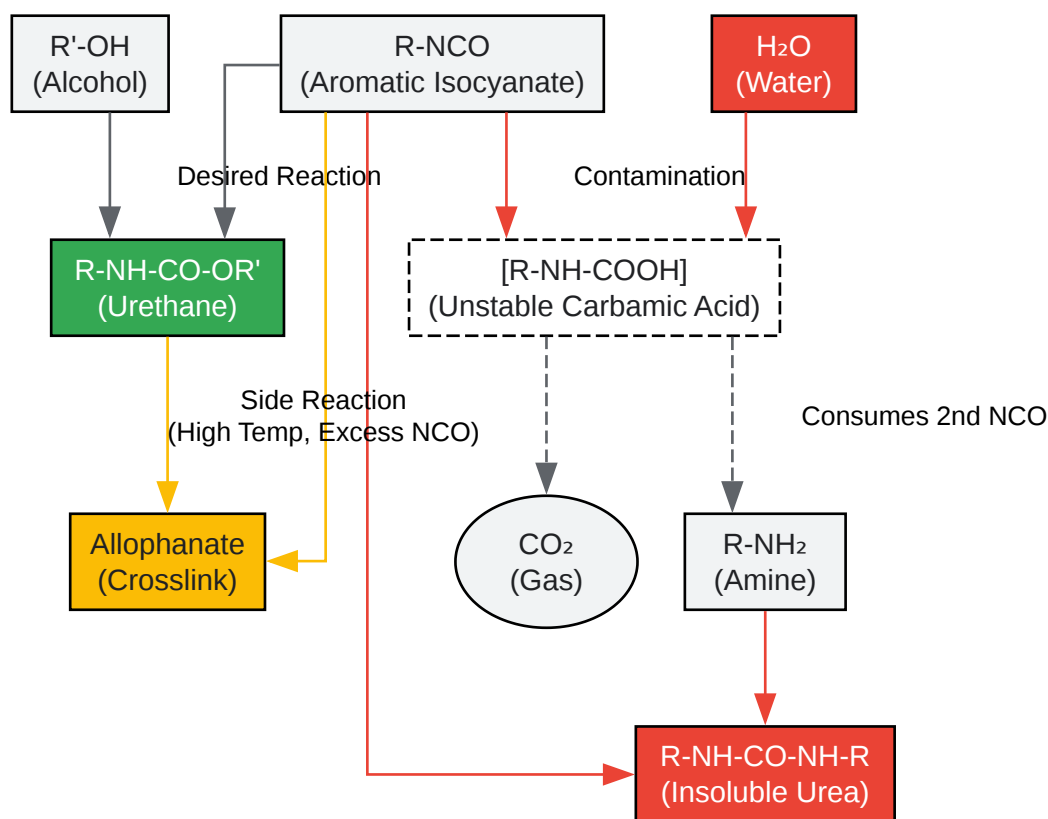 R'-OH
(Alcohol)
R-NCO
(Aromatic Isocyanate)
H₂O
(Water)
Desired Reaction
Contamination
R-NH-CO-OR'
(Urethane)
[R-NH-COOH]
(Unstable Carbamic Acid)
Side Reaction
(High Temp, Excess NCO)
Consumes 2nd NCO
Allophanate
(Crosslink)
CO₂
(Gas)
R-NH₂
(Amine)
R-NH-CO-NH-R
(Insoluble Urea)